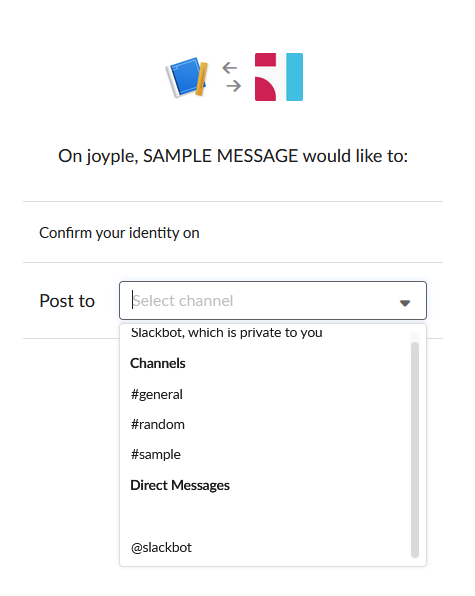 On joyple, SAMPLE MESSAGE would like to:
Confirm your identity on
Post to
Select channel
Slackbot, which is private to you
Channels
#general
#random
#sample
Direct Messages
@slackbot